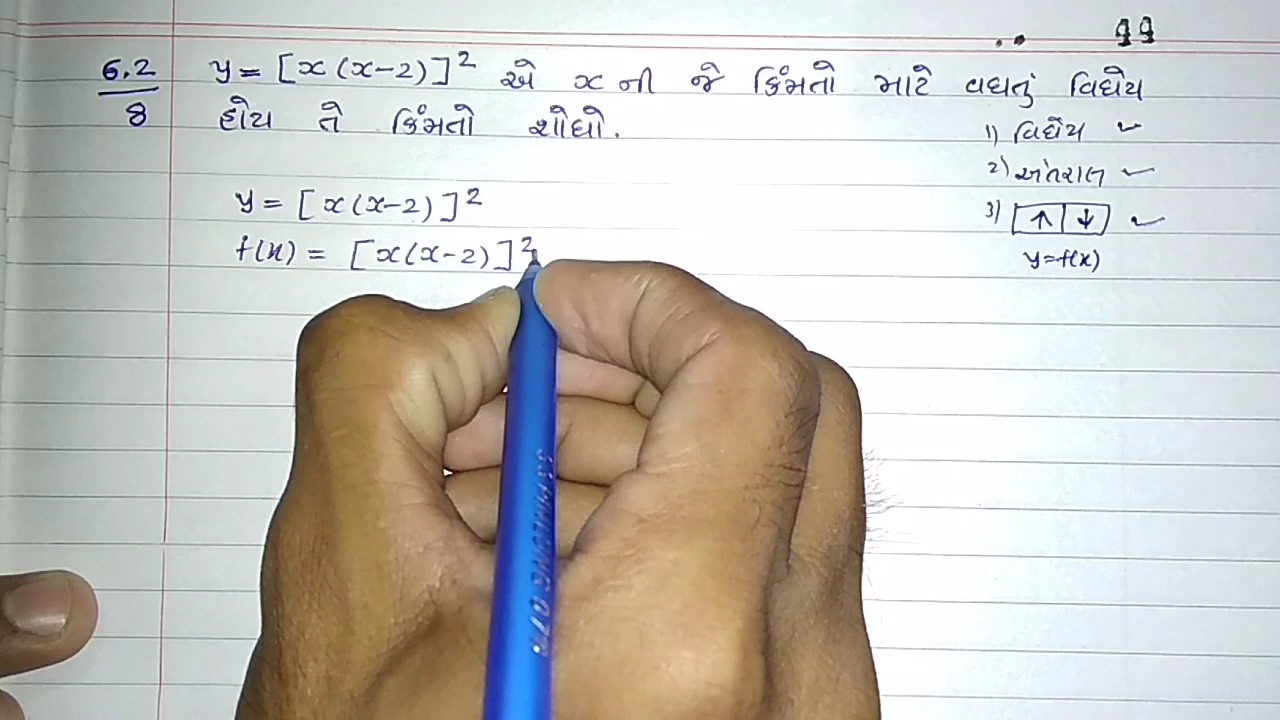 99
6.2 y = [x(x-2)]² એ x ની જે કિંમતો માટે વધતું વિધેય
8 હોય તે કિંમતો શોધો.
1) વિધેય ✓
2) અંતરાલ ✓
3) ↑ ↓ ✓
y = f(x)
y = [x(x-2)]²
f(x) = [x(x-2)]²